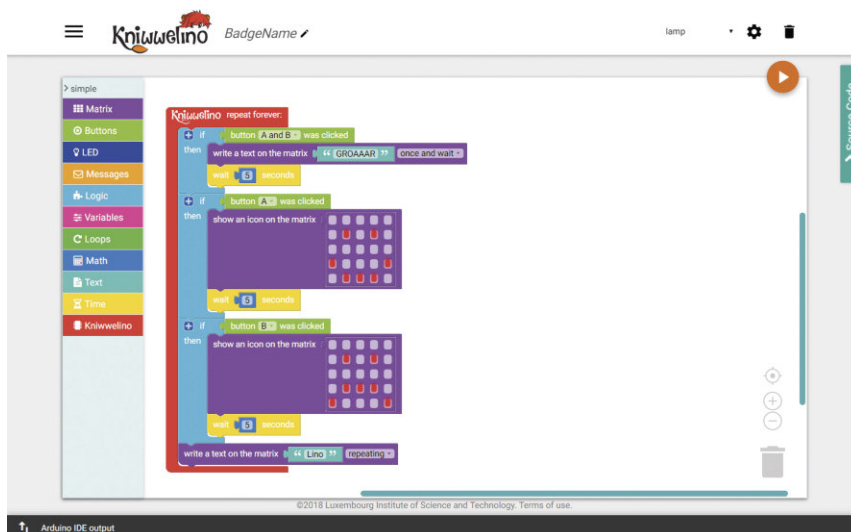 Kniwwelino BadgeName lamp
> simple
Matrix
Buttons
LED
Messages
Logic
Variables
Loops
Math
Text
Time
Kniwwelino
Kniwwelino repeat forever:
if button A and B was clicked
then write a text on the matrix “ GROAAAR ” once and wait
wait 5 seconds
if button A was clicked
then show an icon on the matrix
wait 5 seconds
if button B was clicked
then show an icon on the matrix
wait 5 seconds
write a text on the matrix “ Lino ” repeating
Source Code
©2018 Luxembourg Institute of Science and Technology. Terms of use.
Arduino IDE output